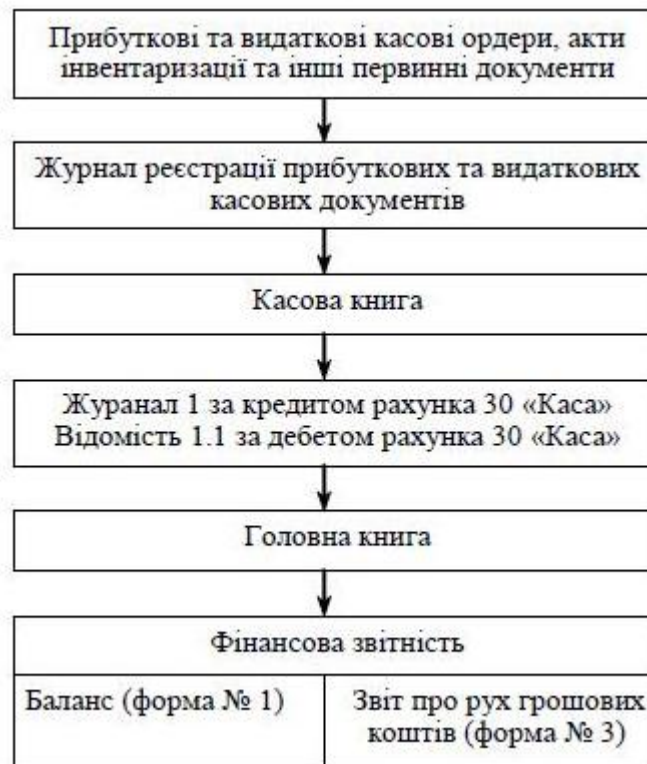 Прибуткові та видаткові касові ордери, акти
інвентаризації та інші первинні документи
Журнал реєстрації прибуткових та видаткових
касових документів
Касова книга
Журанал 1 за кредитом рахунка 30 «Каса»
Відомість 1.1 за дебетом рахунка 30 «Каса»
Головна книга
Фінансова звітність
Баланс (форма № 1)
Звіт про рух грошових
коштів (форма № 3)